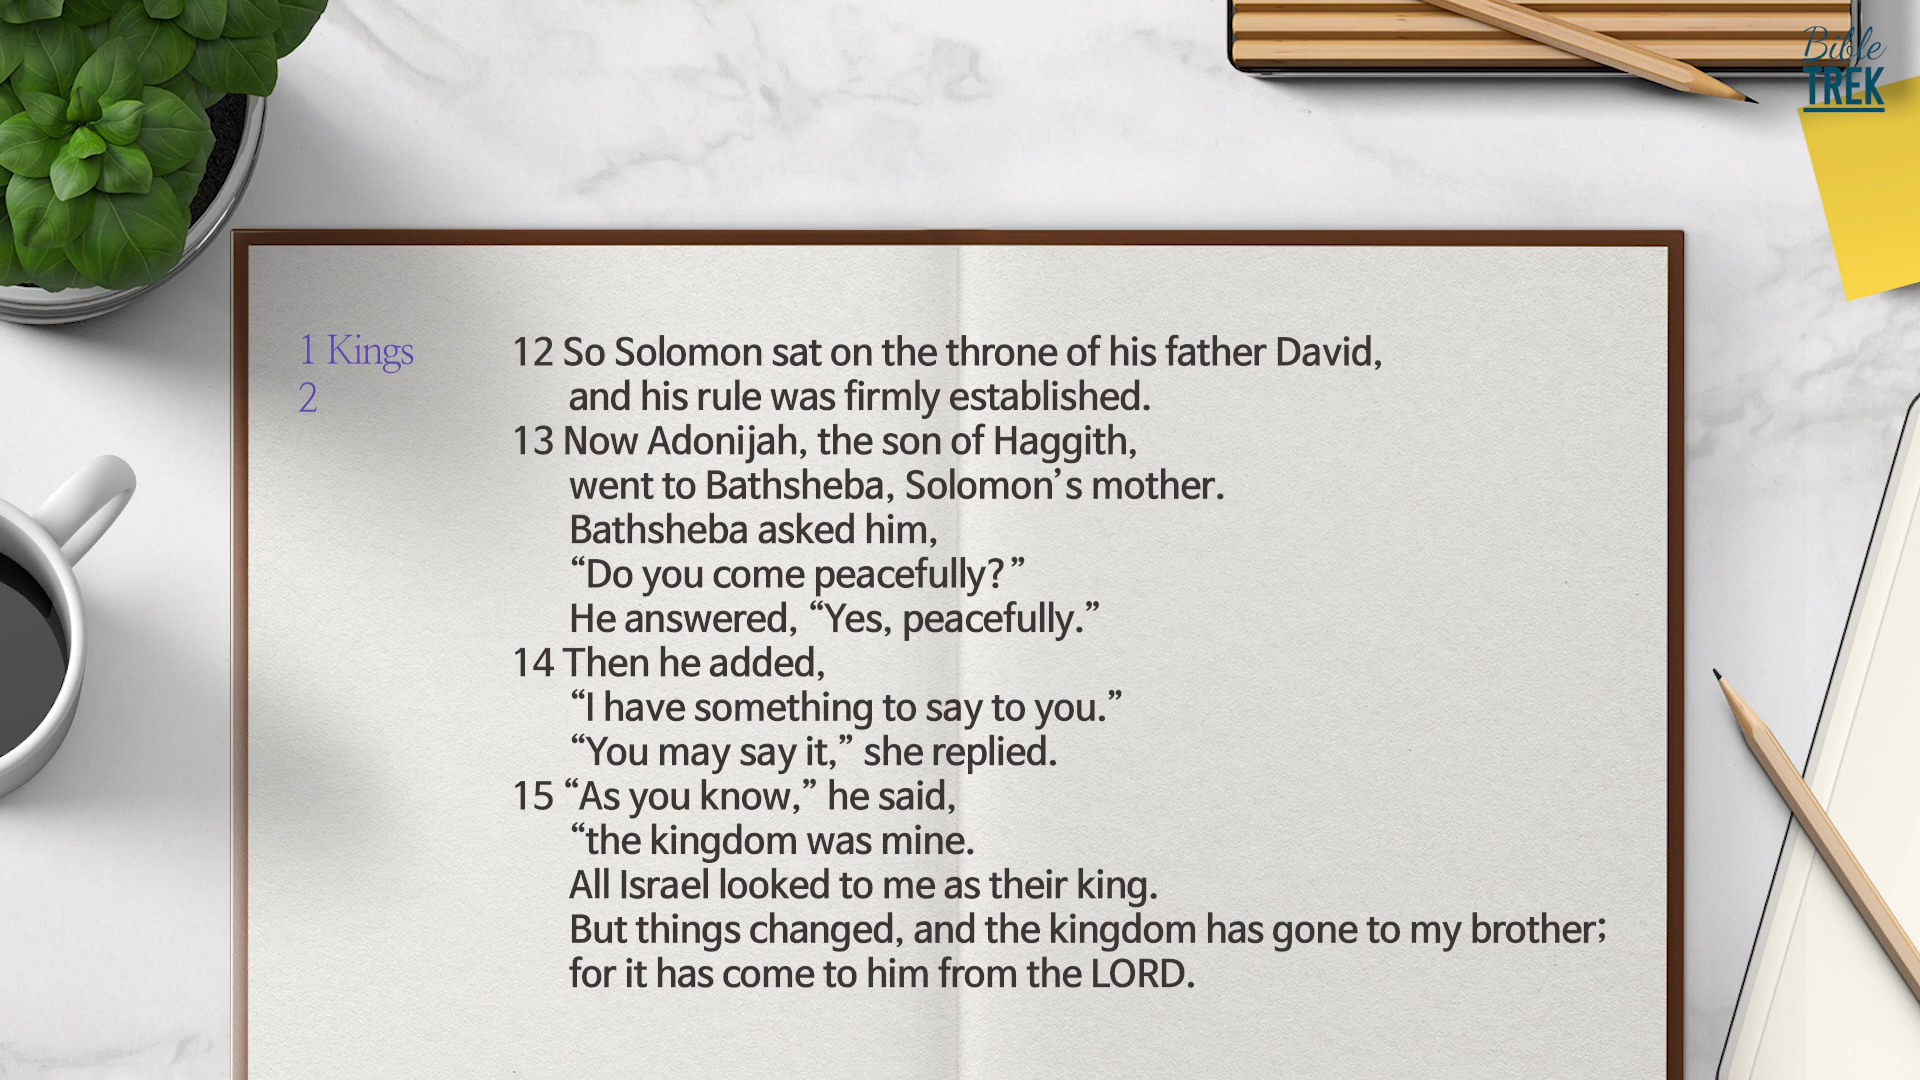 Bible
TREK
1 Kings
2
12 So Solomon sat on the throne of his father David,
and his rule was firmly established.
13 Now Adonijah, the son of Haggith,
went to Bathsheba, Solomon’s mother.
Bathsheba asked him,
“Do you come peacefully?”
He answered, “Yes, peacefully.”
14 Then he added,
“I have something to say to you.”
“You may say it,” she replied.
15 “As you know,” he said,
“the kingdom was mine.
All Israel looked to me as their king.
But things changed, and the kingdom has gone to my brother;
for it has come to him from the LORD.